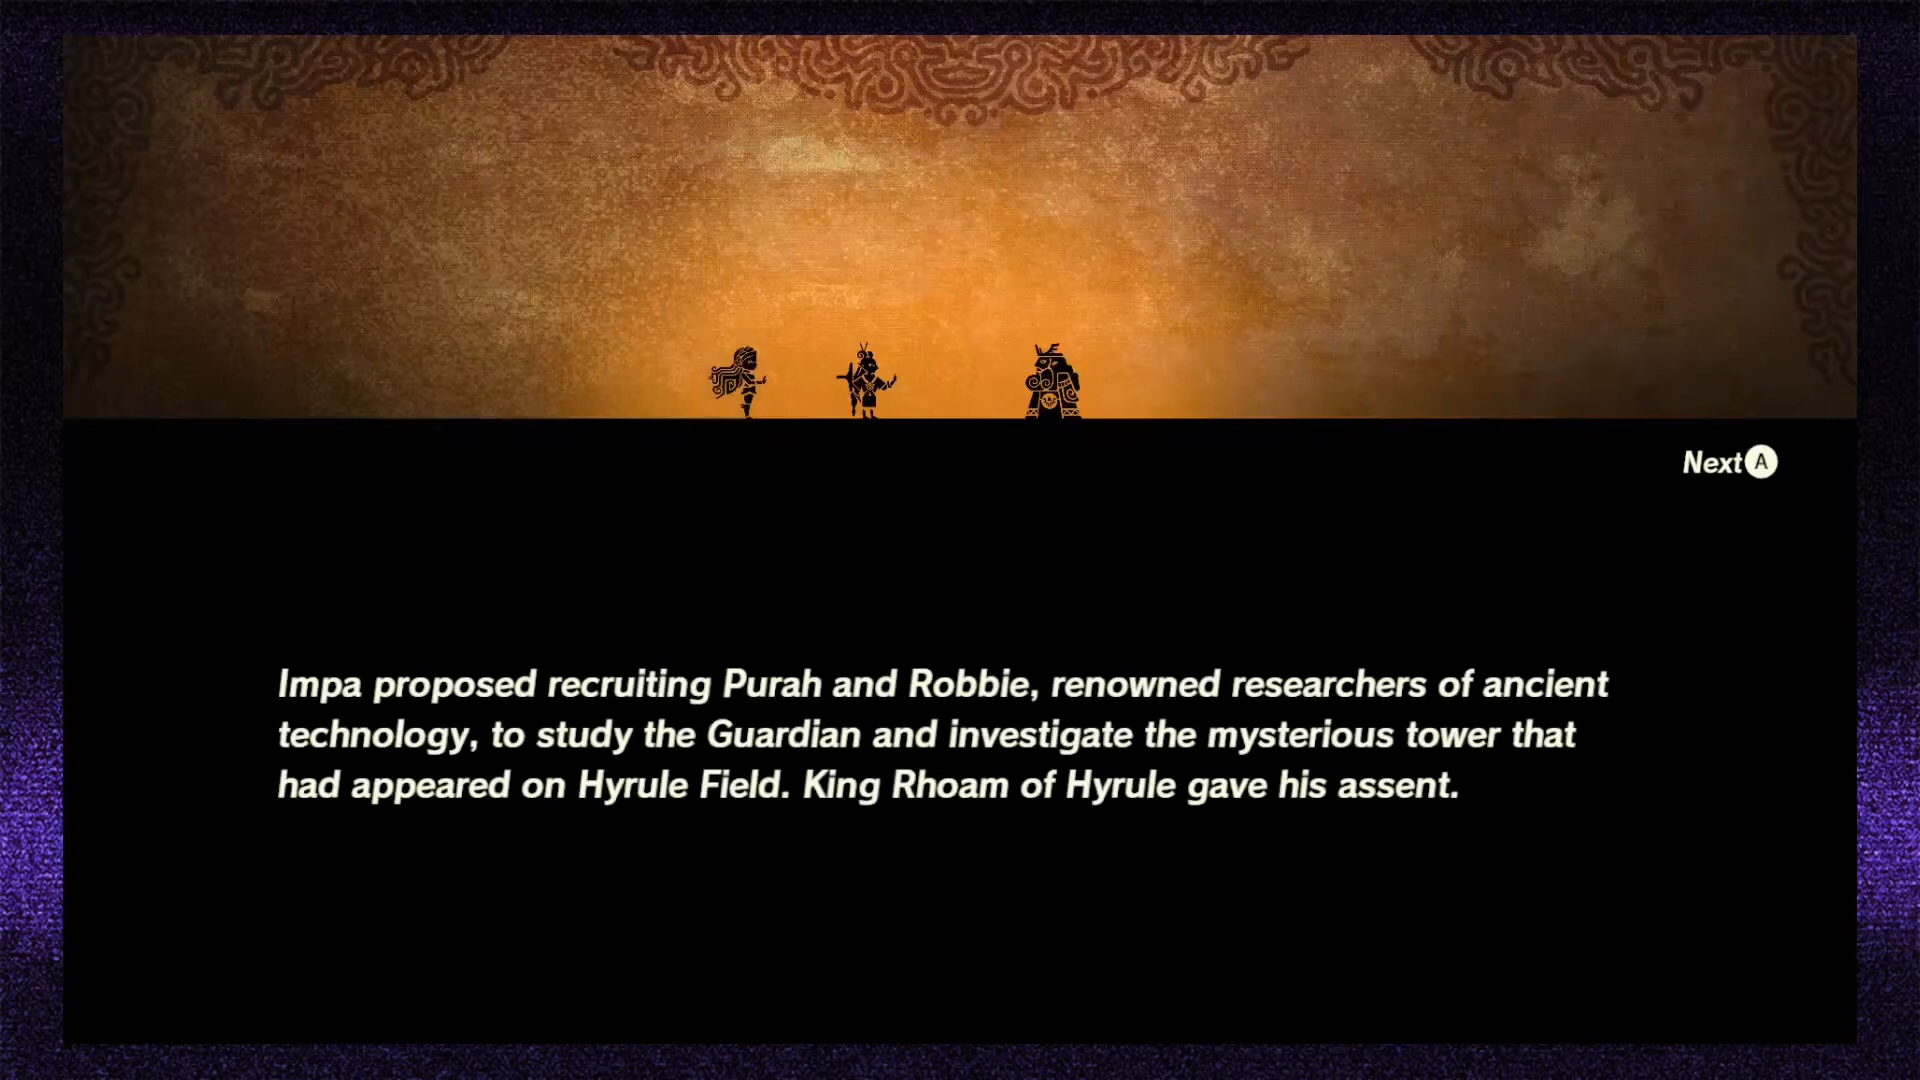 Next A
Impa proposed recruiting Purah and Robbie, renowned researchers of ancient
technology, to study the Guardian and investigate the mysterious tower that
had appeared on Hyrule Field. King Rhoam of Hyrule gave his assent.